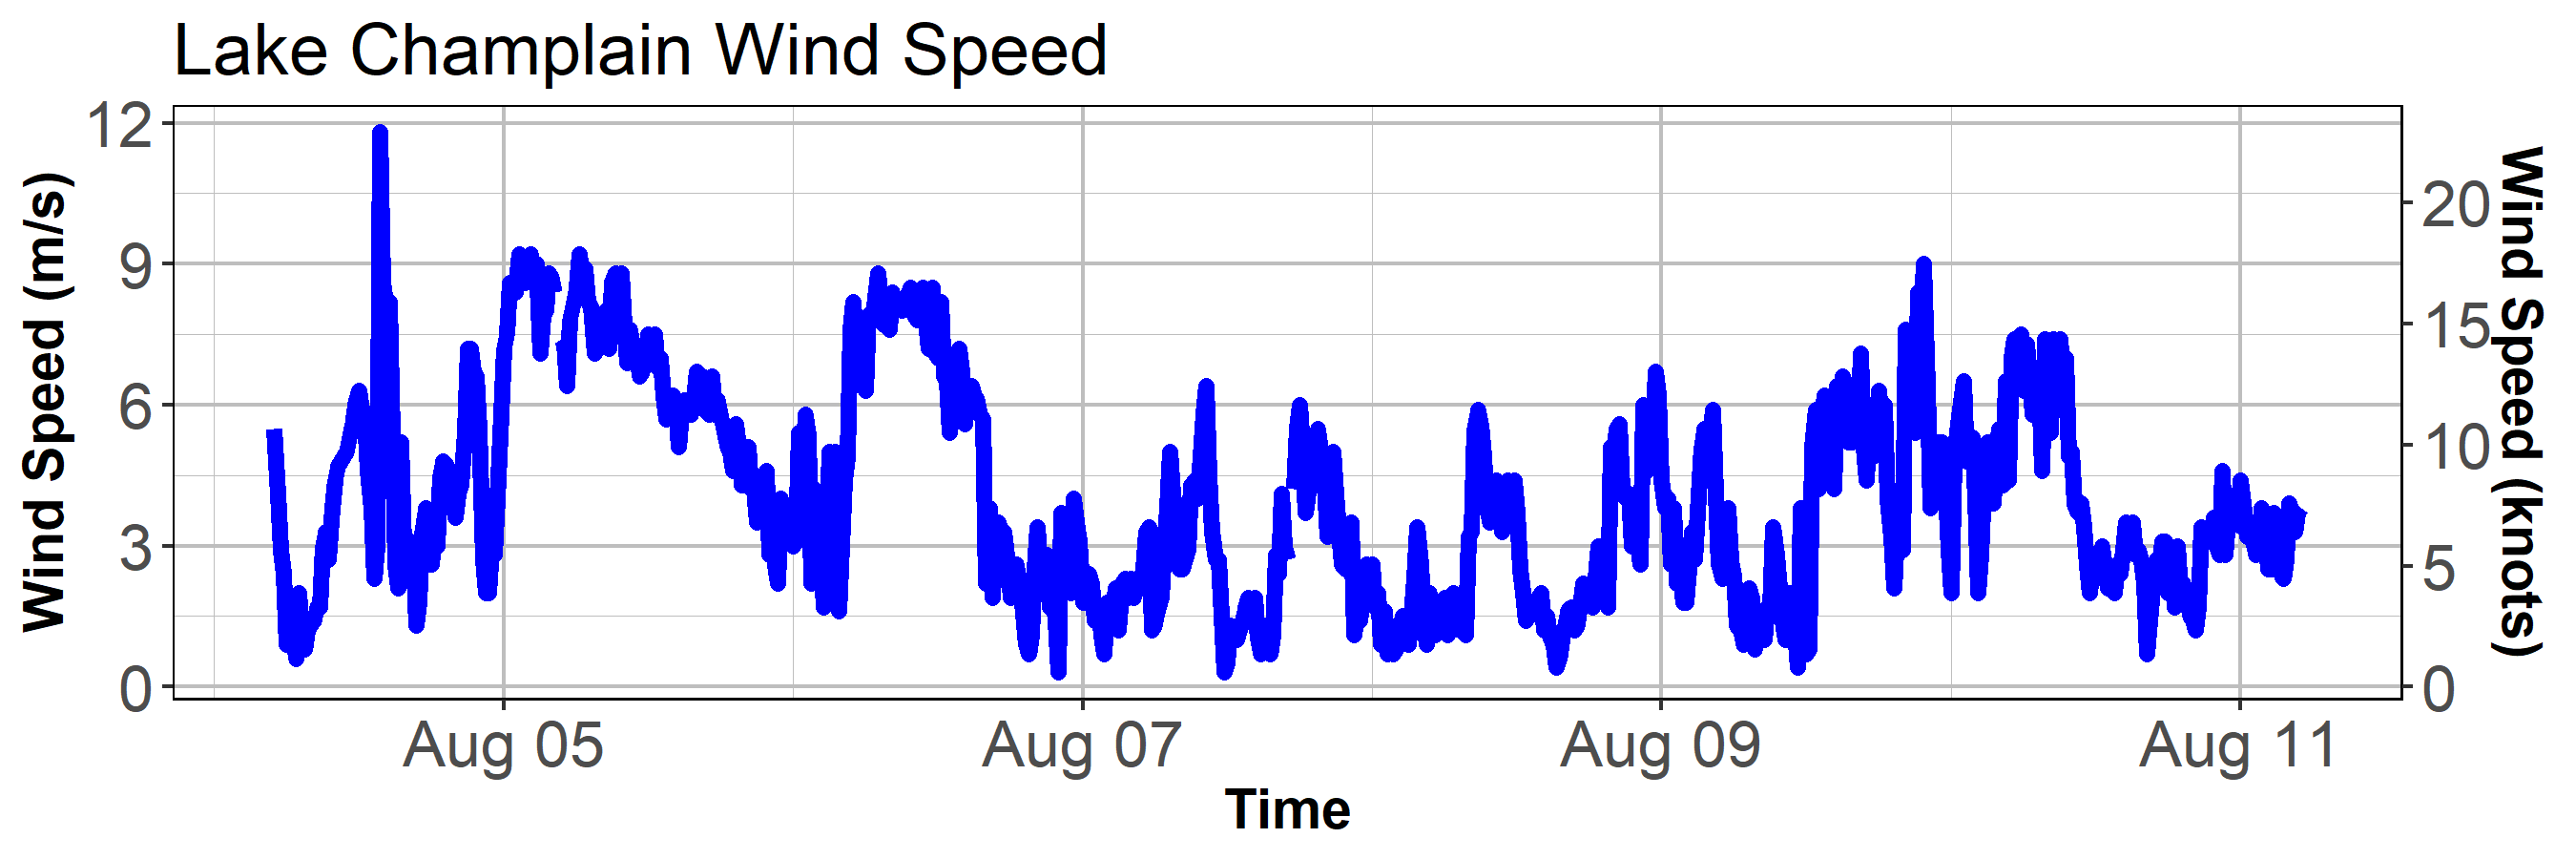 Lake Champlain Wind Speed
Wind Speed (m/s)
12
9
6
3
0
20
15
10
5
0
Wind Speed (knots)
Aug 05
Aug 07
Aug 09
Aug 11
Time